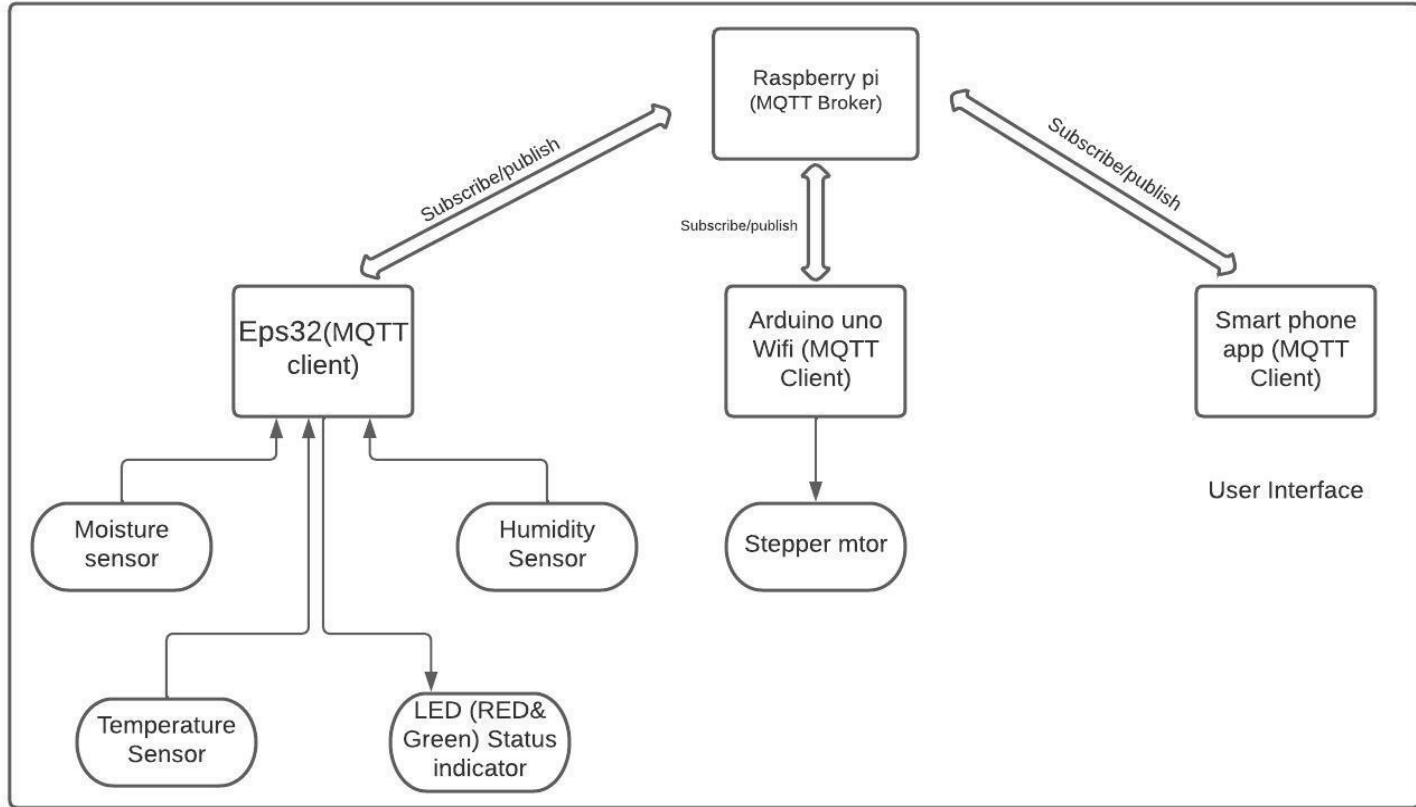 Raspberry pi
(MQTT Broker)
Subscribe/publish
Subscribe/publish
Subscribe/publish
Eps32(MQTT
client)
Arduino uno
Wifi (MQTT
Client)
Smart phone
app (MQTT
Client)
User Interface
Moisture
sensor
Humidity
Sensor
Stepper mtor
Temperature
Sensor
LED (RED&
Green) Status
indicator